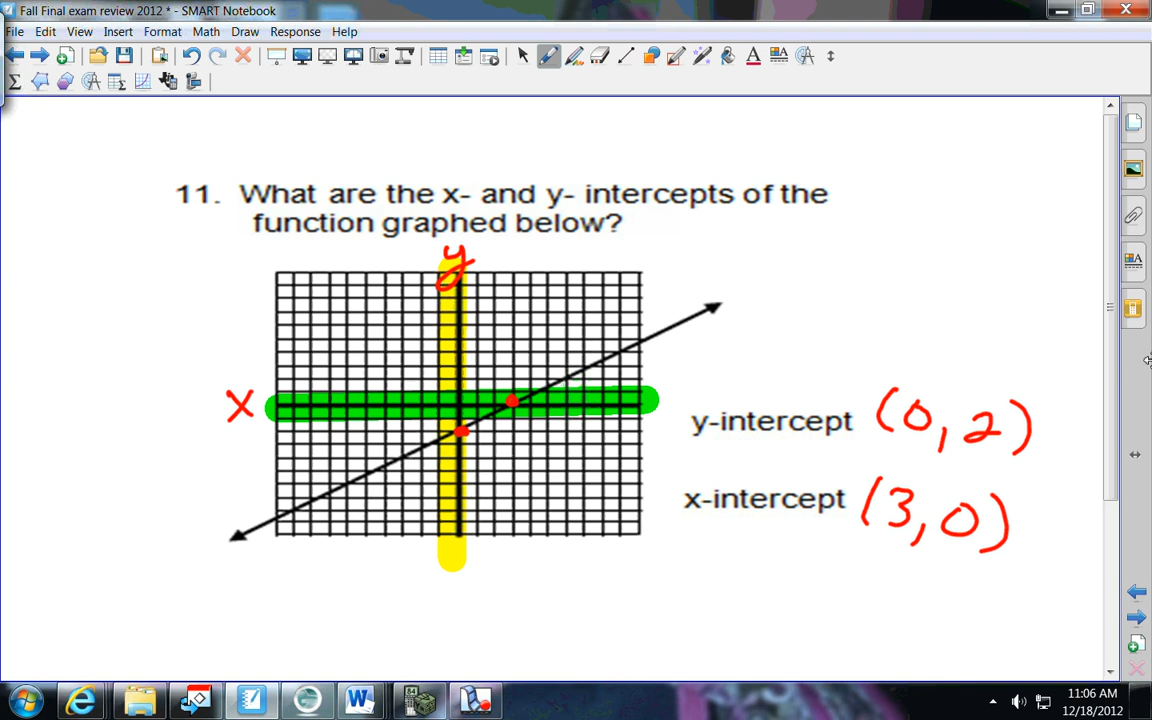 Fall Final exam review 2012 * - SMART Notebook
File Edit View Insert Format Math Draw Response Help
11. What are the x- and y- intercepts of the
function graphed below?
y
x
y-intercept (0, 2)
x-intercept (3, 0)
11:06 AM
12/18/2012